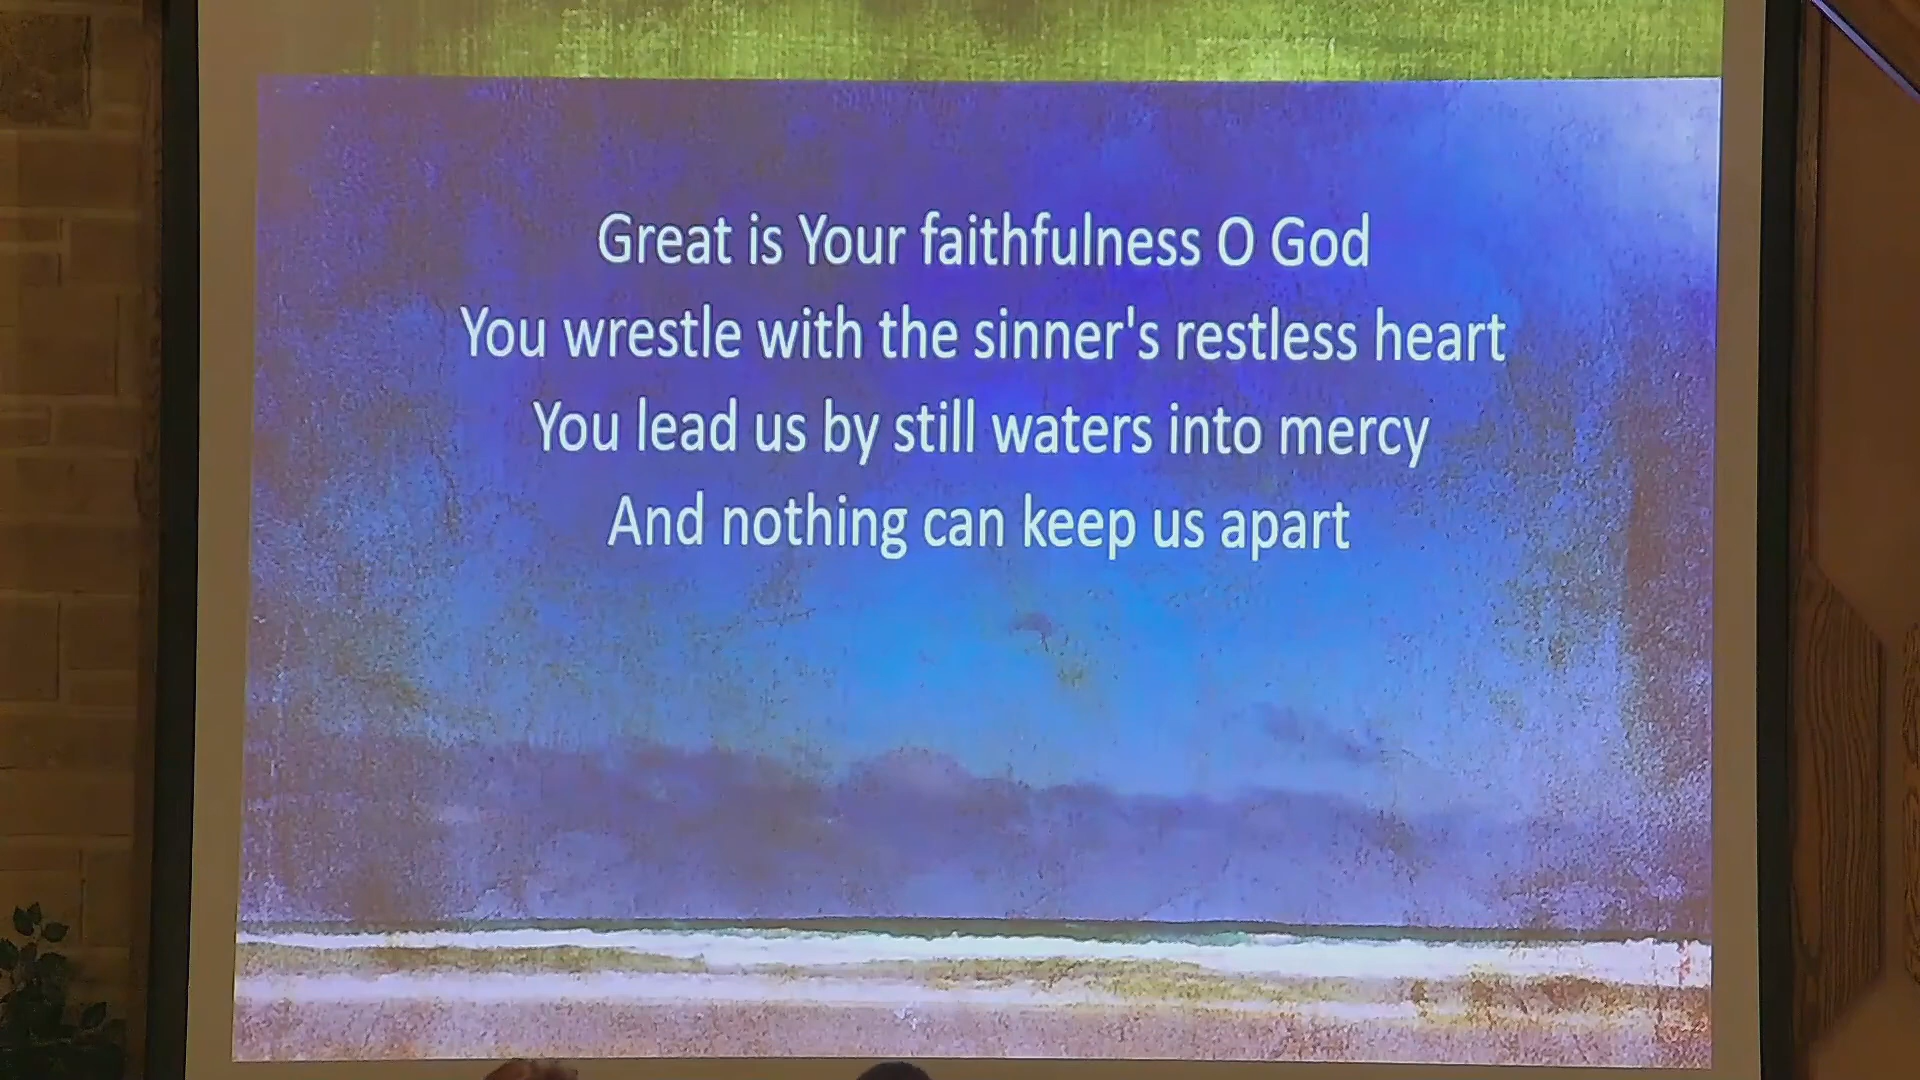 Great is Your faithfulness O God
You wrestle with the sinner's restless heart
You lead us by still waters into mercy
And nothing can keep us apart